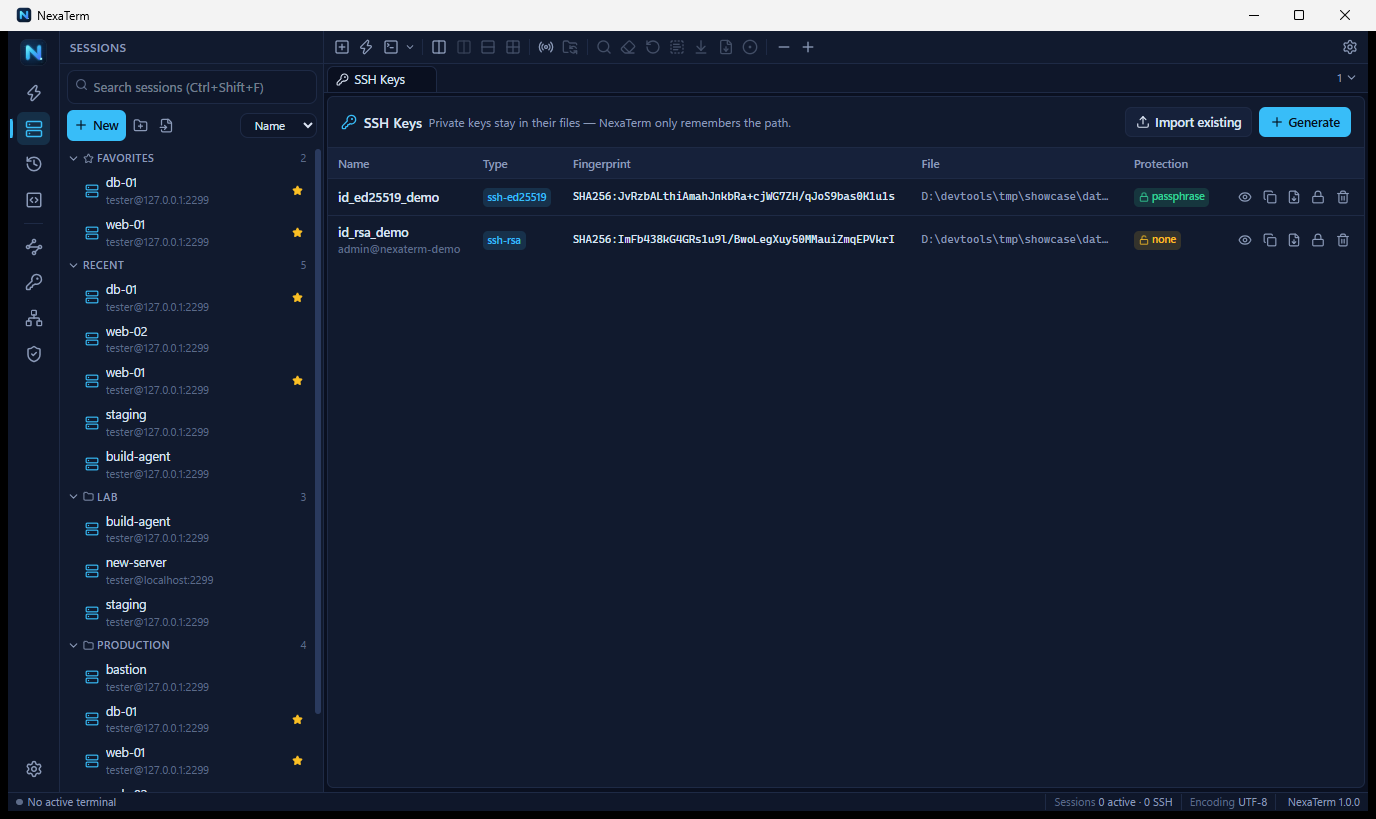 NexaTerm
SESSIONS
Search sessions (Ctrl+Shift+F)
New
Name
FAVORITES 2
db-01
tester@127.0.0.1:2299
web-01
tester@127.0.0.1:2299
RECENT 5
db-01
tester@127.0.0.1:2299
web-02
tester@127.0.0.1:2299
web-01
tester@127.0.0.1:2299
staging
tester@127.0.0.1:2299
build-agent
tester@127.0.0.1:2299
LAB 3
build-agent
tester@127.0.0.1:2299
new-server
tester@localhost:2299
staging
tester@127.0.0.1:2299
PRODUCTION 4
bastion
tester@127.0.0.1:2299
db-01
tester@127.0.0.1:2299
web-01
tester@127.0.0.1:2299
SSH Keys
1
SSH Keys Private keys stay in their files — NexaTerm only remembers the path.
Import existing
Generate
Name Type Fingerprint File Protection
id_ed25519_demo ssh-ed25519 SHA256:JvRzbALthiAmahJnkbRa+cjWG7ZH/qJoS9bas0K1u1s D:\devtools\tmp\showcase\dat… passphrase
id_rsa_demo ssh-rsa SHA256:ImFb438kG4GRs1u9l/BwoLegXuy50MMauiZmqEPVkrI D:\devtools\tmp\showcase\dat… none
admin@nexaterm-demo
No active terminal
Sessions 0 active · 0 SSH
Encoding UTF-8
NexaTerm 1.0.0